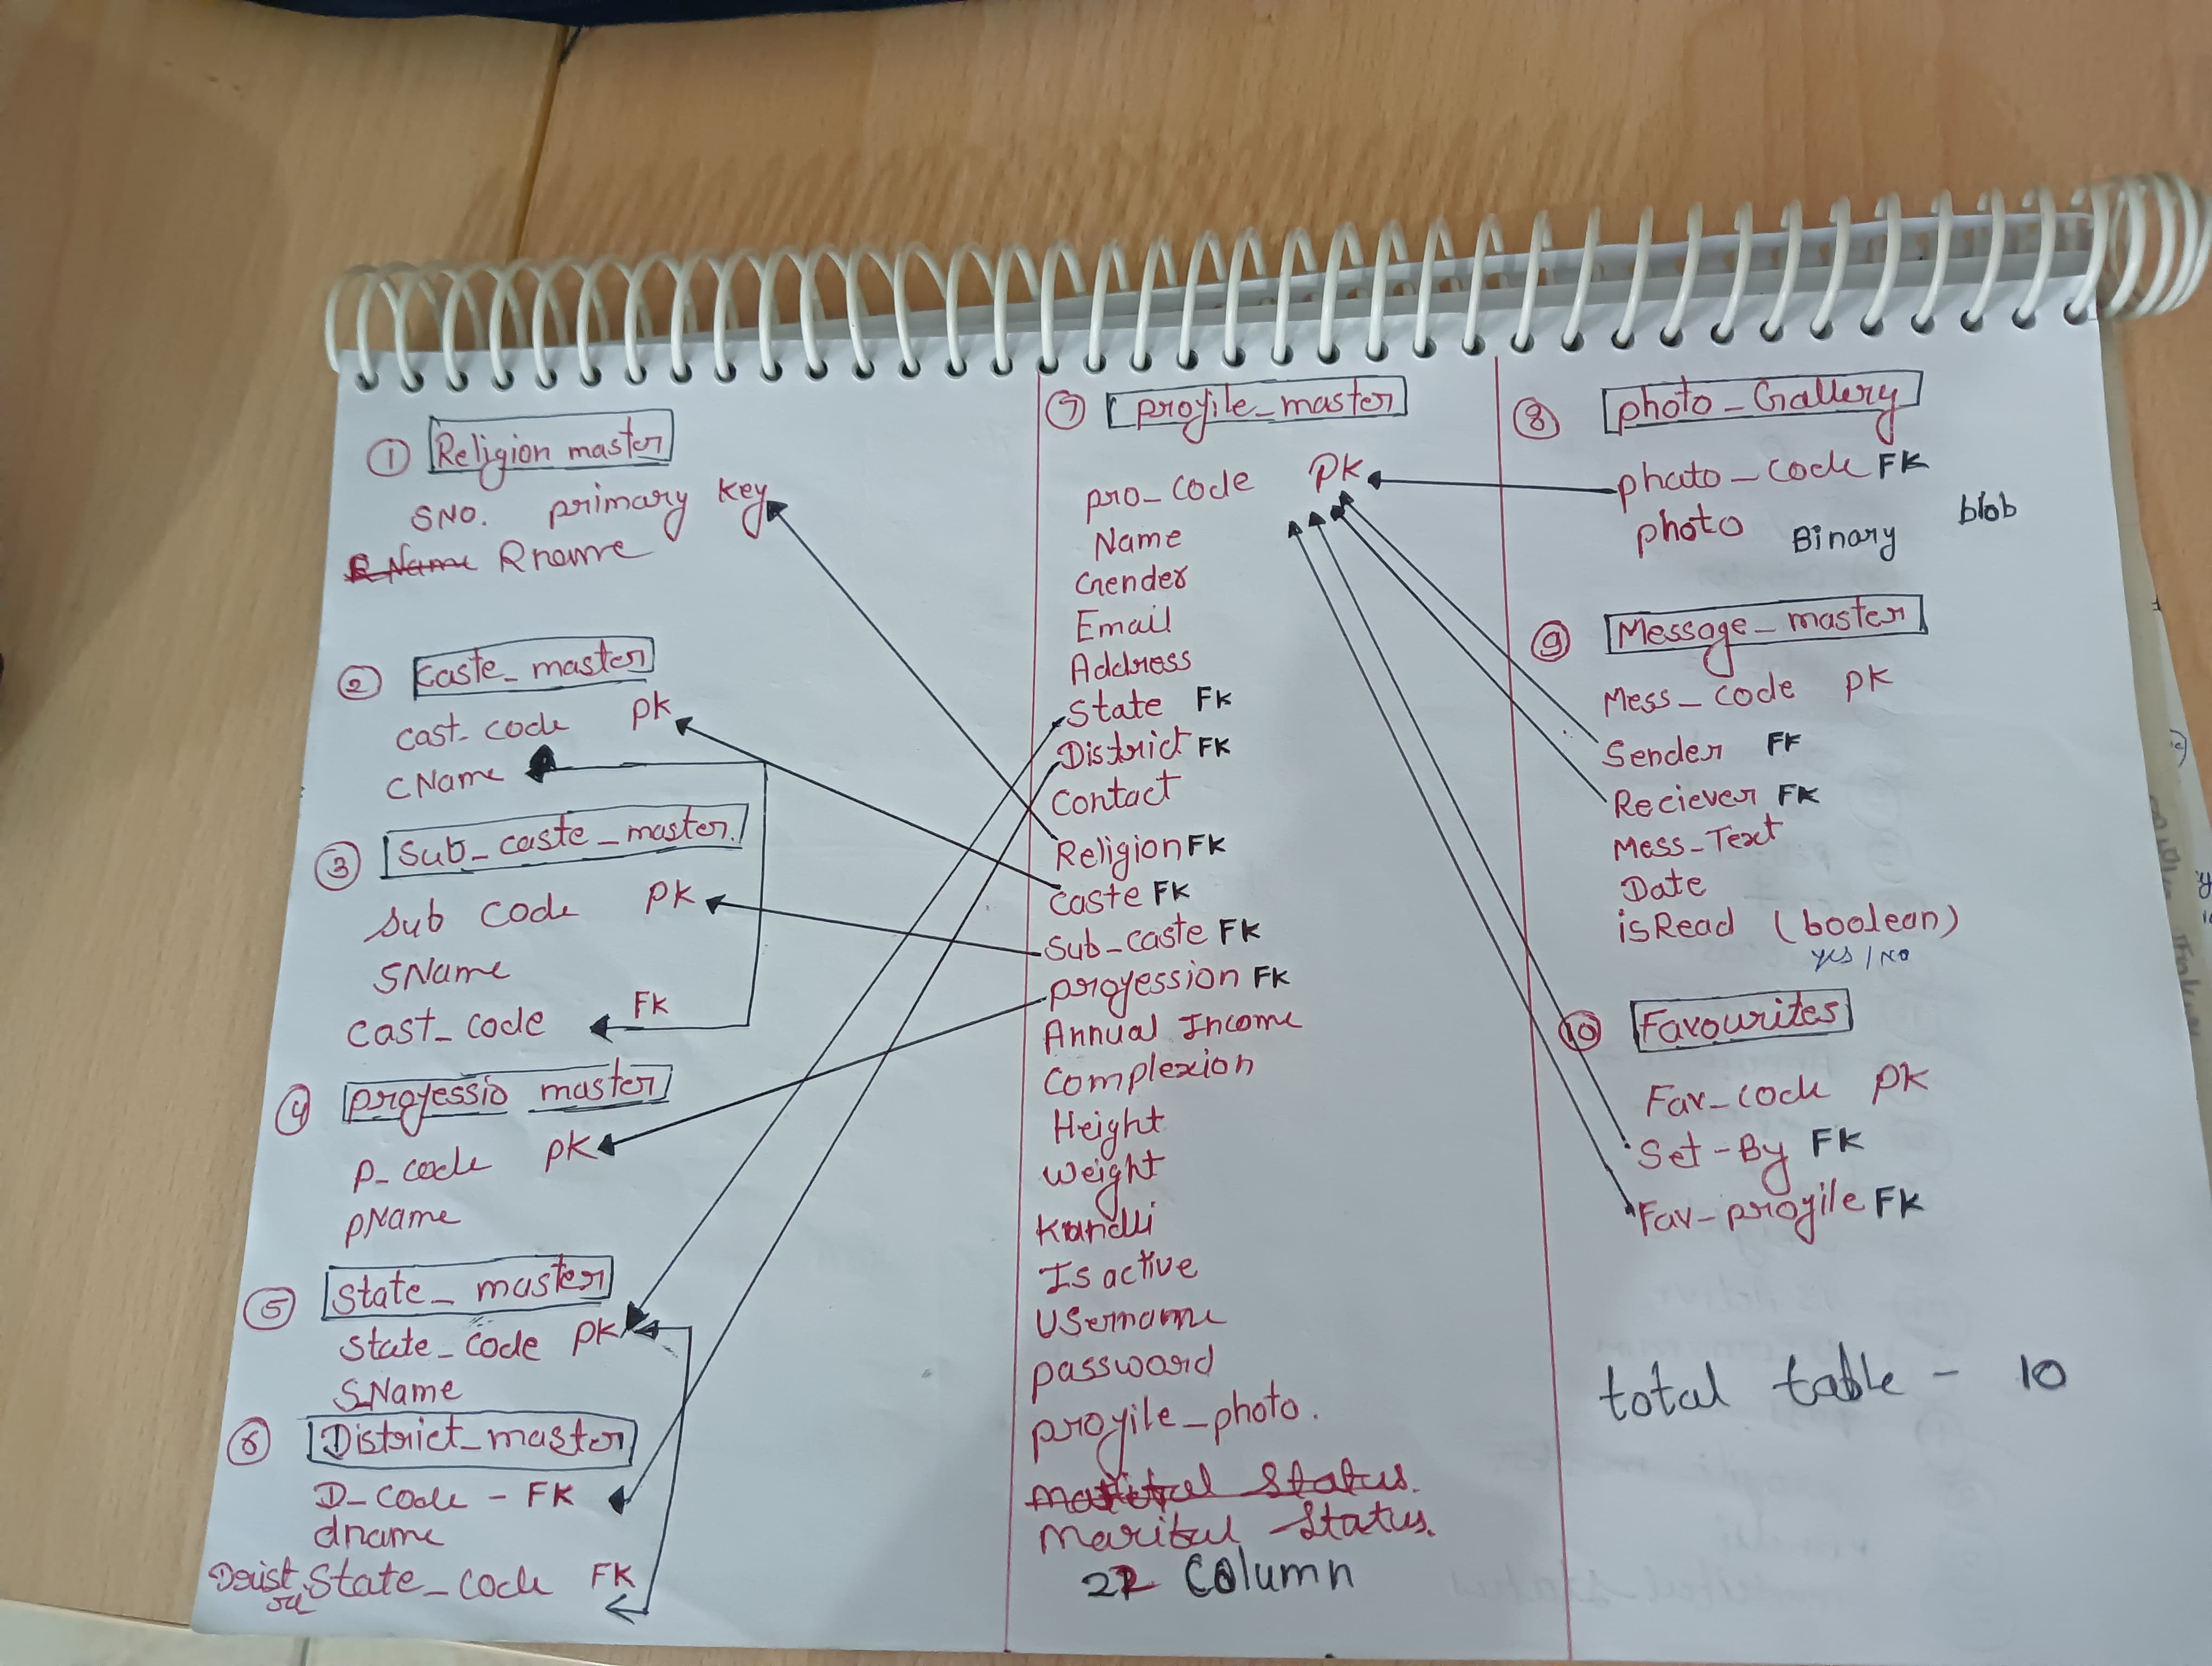 ① Religion master
SNO. primary key
R Name Rname
② Caste_master
cast_code PK
CName
③ Sub_caste_master.
Sub Code PK
SName
Cast_code FK
④ professio master
P_code PK
PName
⑤ State_master
State_code PK
SName
⑥ District_master
D_code - FK
dname
State_code FK
⑦ profile_master
pro_code PK
Name
Gender
Email
Address
State FK
District FK
Contact
Religion FK
Caste FK
Sub_caste FK
profession FK
Annual Income
Complexion
Height
Weight
Kundli
Is active
Username
password
profile_photo.
marital Status.
Marital Status.
22 Column
⑧ photo_Gallery
phato_code FK
photo Binary blob
⑨ Message_master
Mess_code PK
Sender FK
Reciever FK
Mess_Text
Date
isRead (boolean)
yes / NO
⑩ Favourites
Fav_code PK
Set-By FK
Fav-profile FK
total table - 10